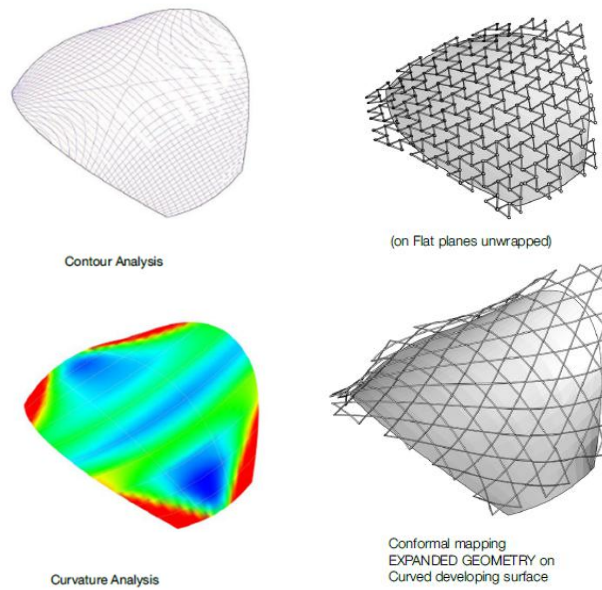 Contour Analysis
(on Flat planes unwrapped)
Curvature Analysis
Conformal mapping
EXPANDED GEOMETRY on
Curved developing surface